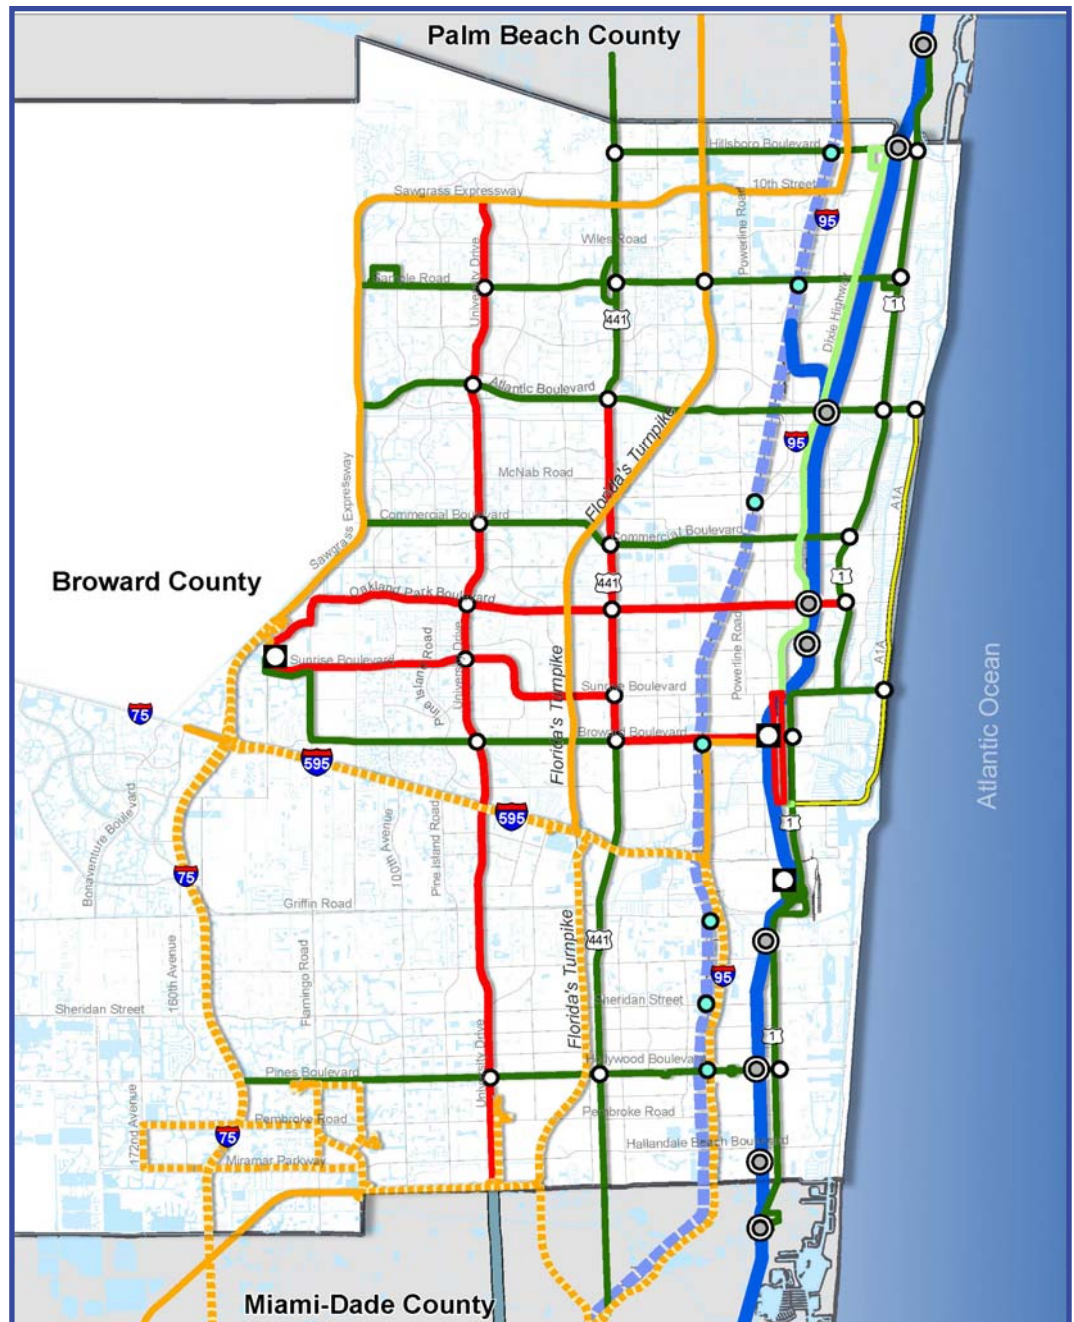 Palm Beach County
Hillsboro Boulevard
10th Street
Sawgrass Expressway
Powerline Road
95
Wiles Road
University Drive
Sample Road
Dixie Highway
1
441
Atlantic Boulevard
95
Florida's Turnpike
McNab Road
Sawgrass Expressway
A1A
Commercial Boulevard
Commercial Boulevard
Broward County
Oakland Park Boulevard
441
1
Powerline Road
University Drive
Pine Island Road
A1A
Sunrise Boulevard
Sunrise Boulevard
Florida's Turnpike
75
Broward Boulevard
Atlantic Ocean
595
595
1
Bonaventure Boulevard
100th Avenue
Pine Island Road
75
Griffin Road
Flamingo Road
160th Avenue
Florida's Turnpike
441
95
Sheridan Street
Sheridan Street
1
University Drive
Hollywood Boulevard
Pines Boulevard
172nd Avenue
Pembroke Road
Pembroke Road
75
Hallandale Beach Boulevard
Miramar Parkway
Miami-Dade County